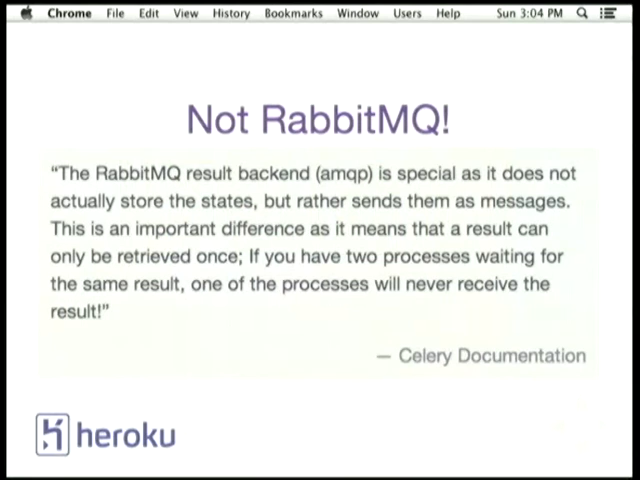 Chrome File Edit View History Bookmarks Window Users Help Sun 3:04 PM
Not RabbitMQ!
“The RabbitMQ result backend (amqp) is special as it does not
actually store the states, but rather sends them as messages.
This is an important difference as it means that a result can
only be retrieved once; If you have two processes waiting for
the same result, one of the processes will never receive the
result!”
— Celery Documentation
heroku